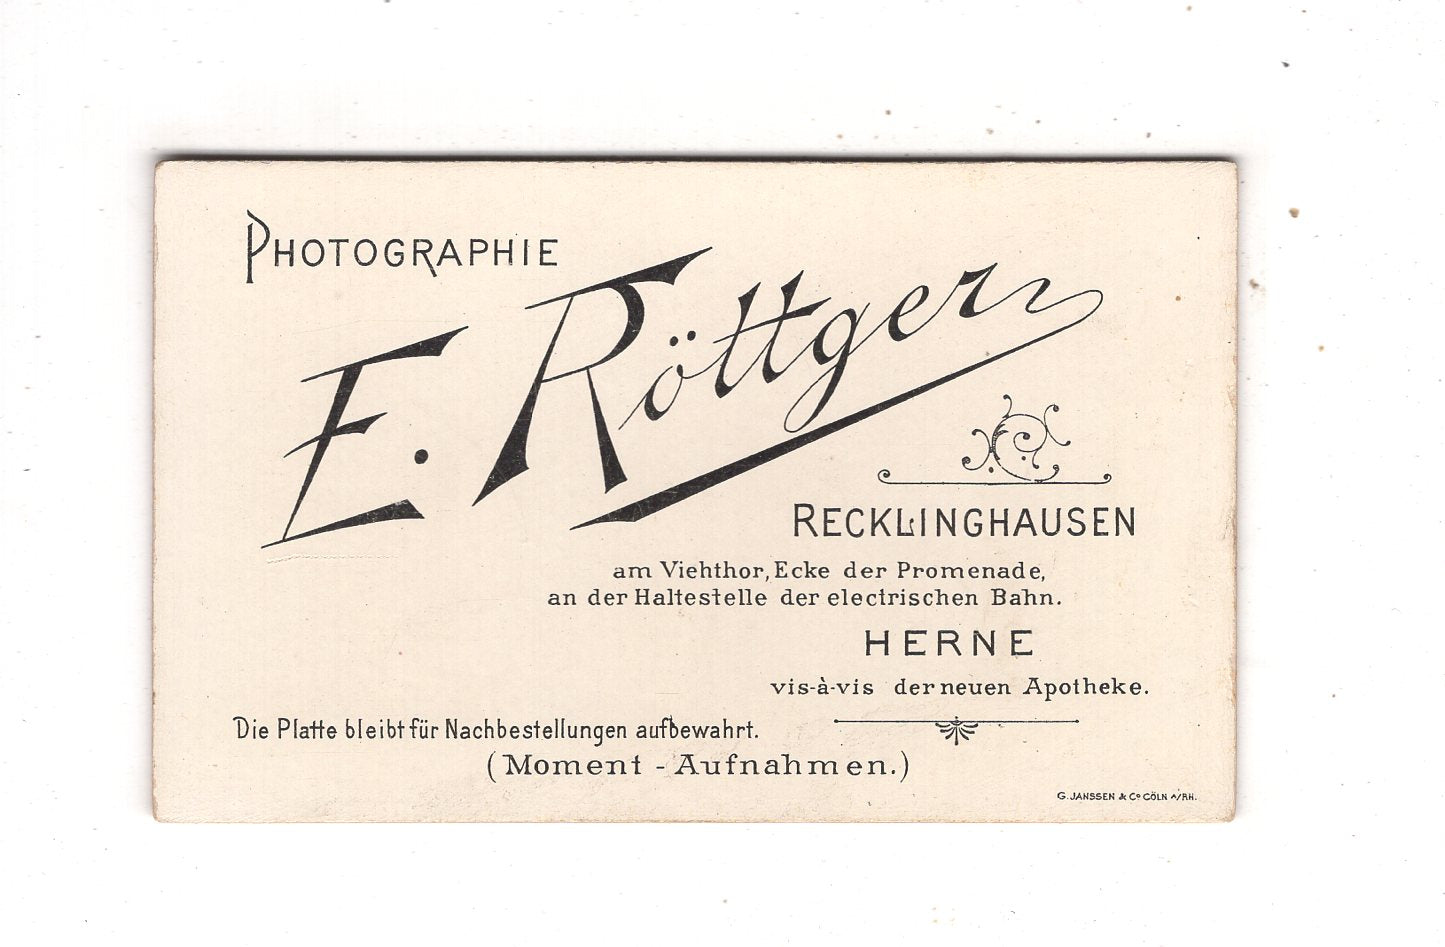 PHOTOGRAPHIE
E. Röttger
RECKLINGHAUSEN
am Viehthor, Ecke der Promenade,
an der Haltestelle der electrischen Bahn.
HERNE
vis-à-vis der neuen Apotheke.
Die Platte bleibt für Nachbestellungen aufbewahrt.
(Moment - Aufnahmen.)
G. JANSSEN & Cº CÖLN A/RH.